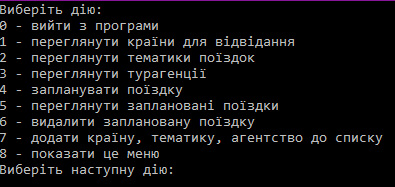 Виберіть дію:
0 - вийти з програми
1 - переглянути країни для відвідання
2 - переглянути тематики поїздок
3 - переглянути турагенції
4 - запланувати поїздку
5 - переглянути заплановані поїздки
6 - видалити заплановану поїздку
7 - додати країну, тематику, агентство до списку
8 - показати це меню
Виберіть наступну дію: